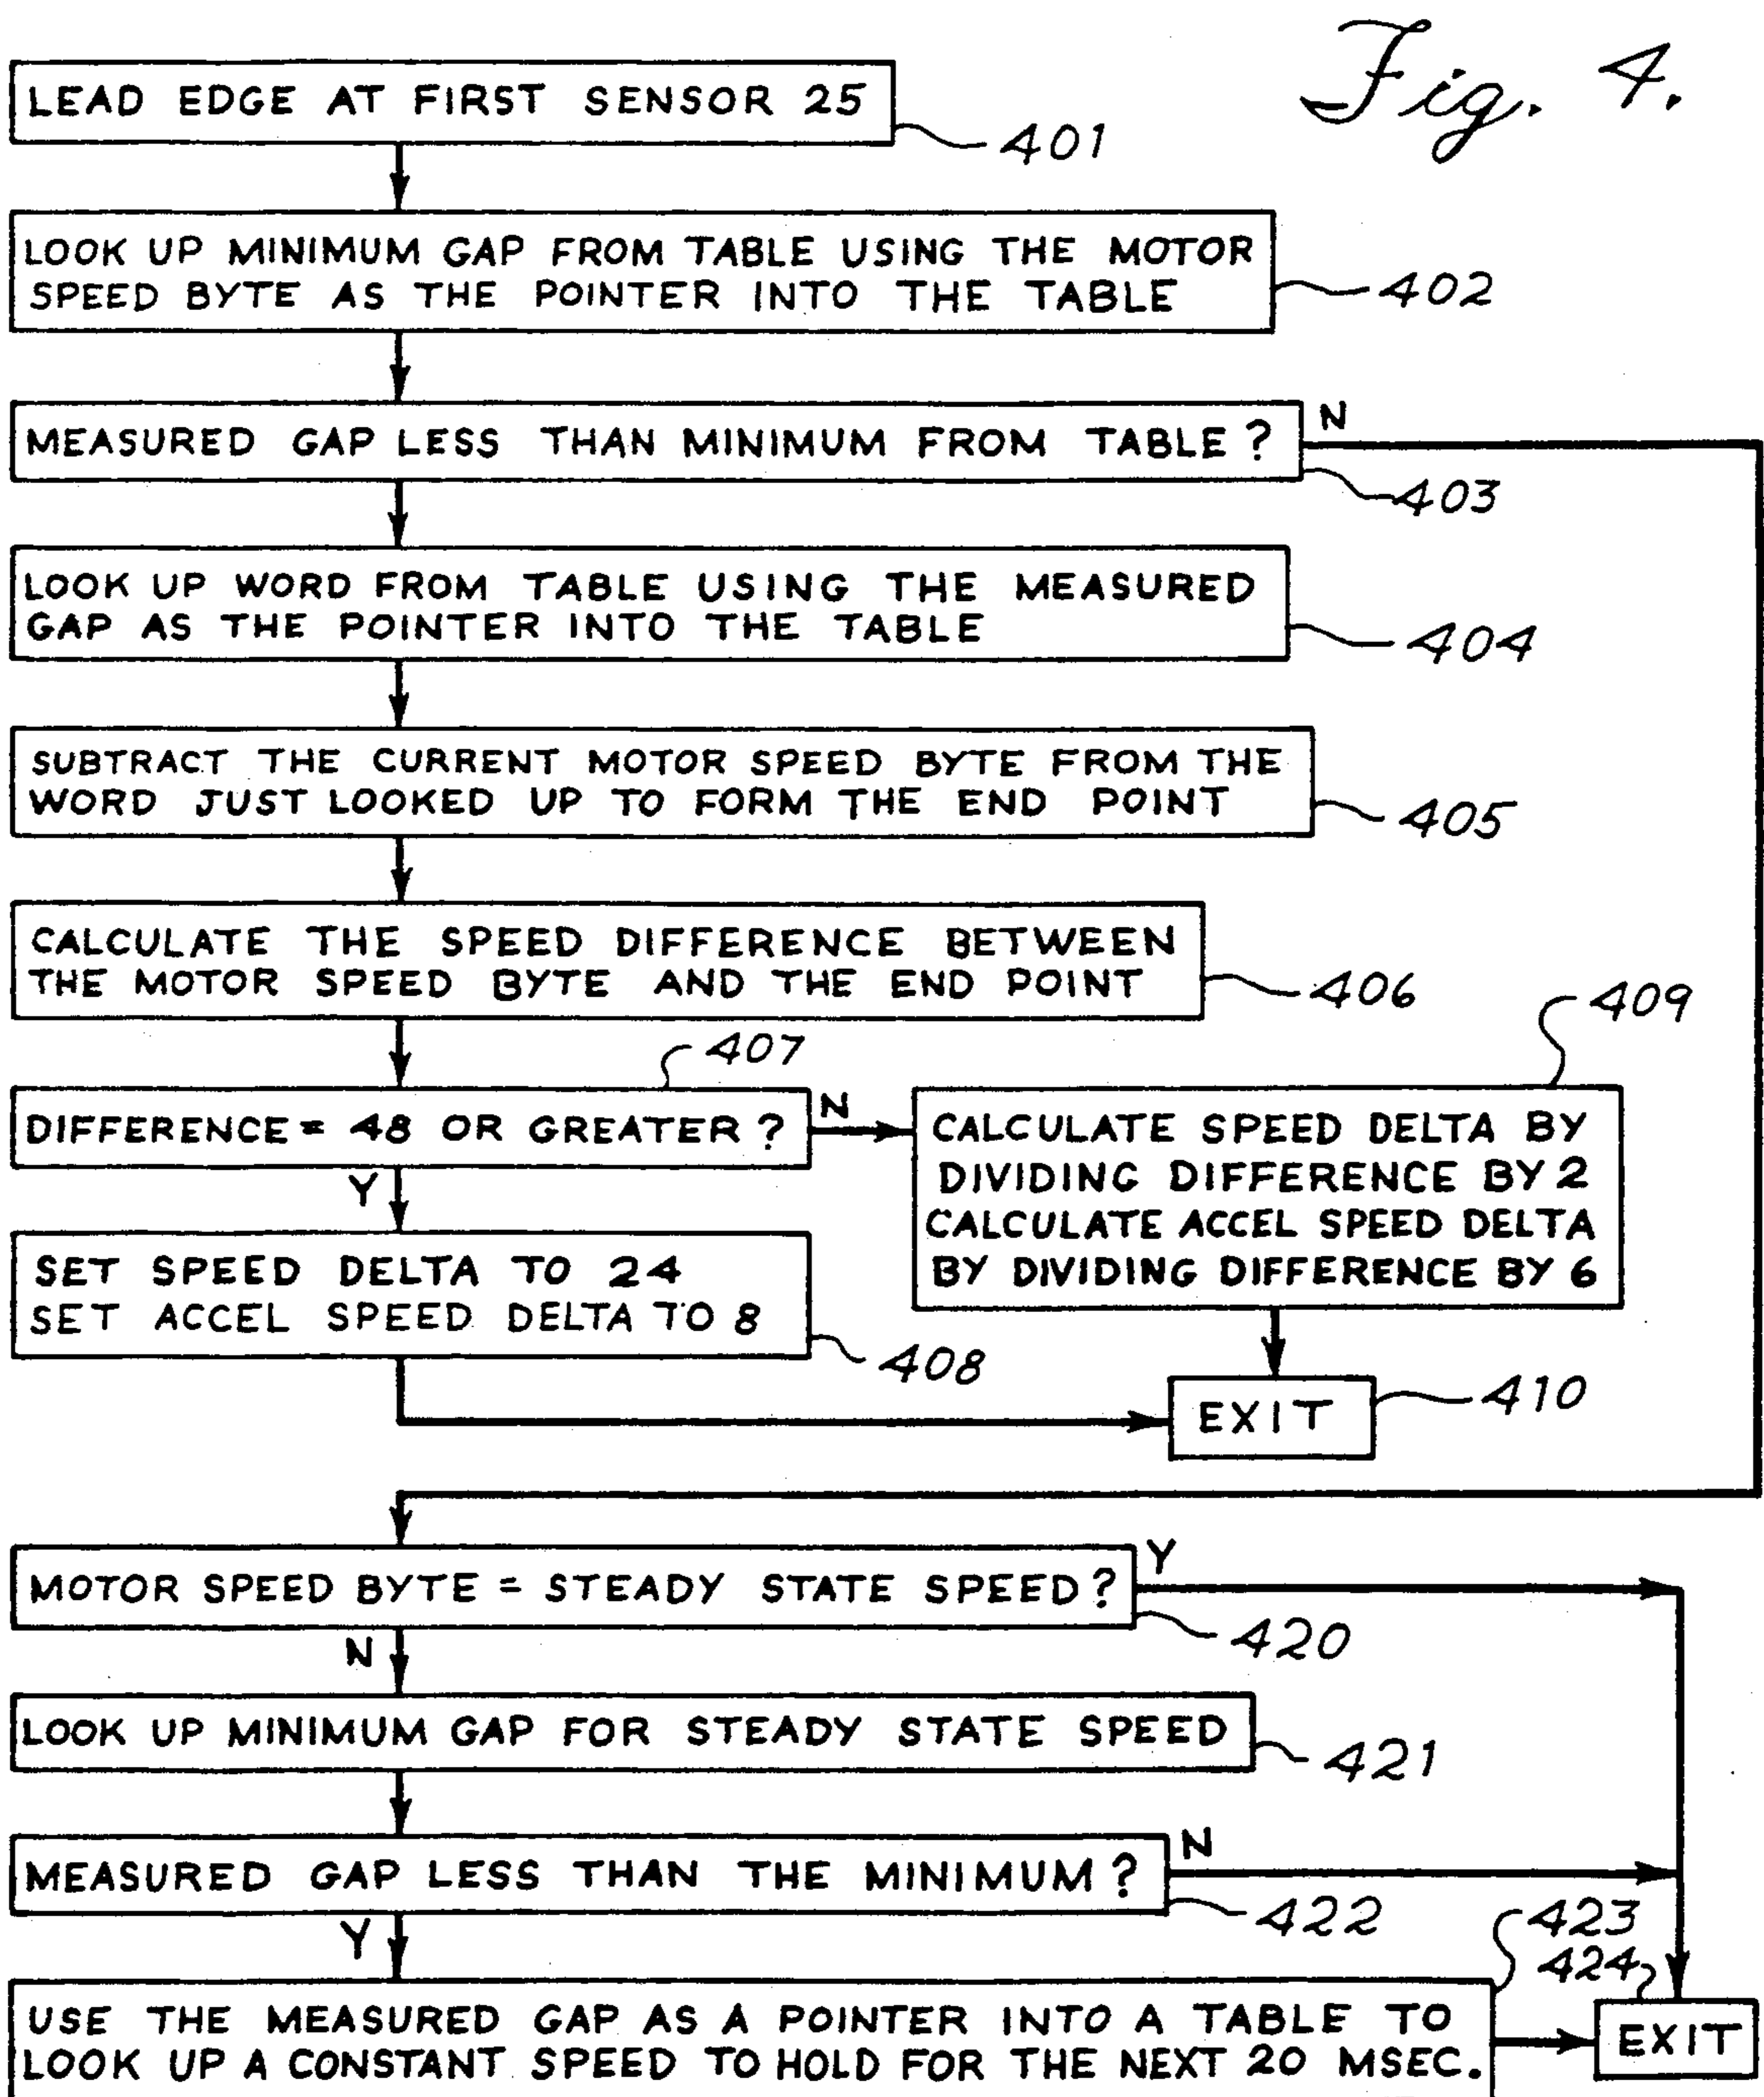 Fig. 4.
LEAD EDGE AT FIRST SENSOR 25
401
LOOK UP MINIMUM GAP FROM TABLE USING THE MOTOR
SPEED BYTE AS THE POINTER INTO THE TABLE
402
MEASURED GAP LESS THAN MINIMUM FROM TABLE?
N
403
LOOK UP WORD FROM TABLE USING THE MEASURED
GAP AS THE POINTER INTO THE TABLE
404
SUBTRACT THE CURRENT MOTOR SPEED BYTE FROM THE
WORD JUST LOOKED UP TO FORM THE END POINT
405
CALCULATE THE SPEED DIFFERENCE BETWEEN
THE MOTOR SPEED BYTE AND THE END POINT
406
407
DIFFERENCE = 48 OR GREATER?
N
Y
409
CALCULATE SPEED DELTA BY
DIVIDING DIFFERENCE BY 2
CALCULATE ACCEL SPEED DELTA
BY DIVIDING DIFFERENCE BY 6
SET SPEED DELTA TO 24
SET ACCEL SPEED DELTA TO 8
408
EXIT
410
MOTOR SPEED BYTE = STEADY STATE SPEED?
Y
420
N
LOOK UP MINIMUM GAP FOR STEADY STATE SPEED
421
MEASURED GAP LESS THAN THE MINIMUM?
N
422
Y
423
USE THE MEASURED GAP AS A POINTER INTO A TABLE TO
LOOK UP A CONSTANT SPEED TO HOLD FOR THE NEXT 20 MSEC.
424
EXIT